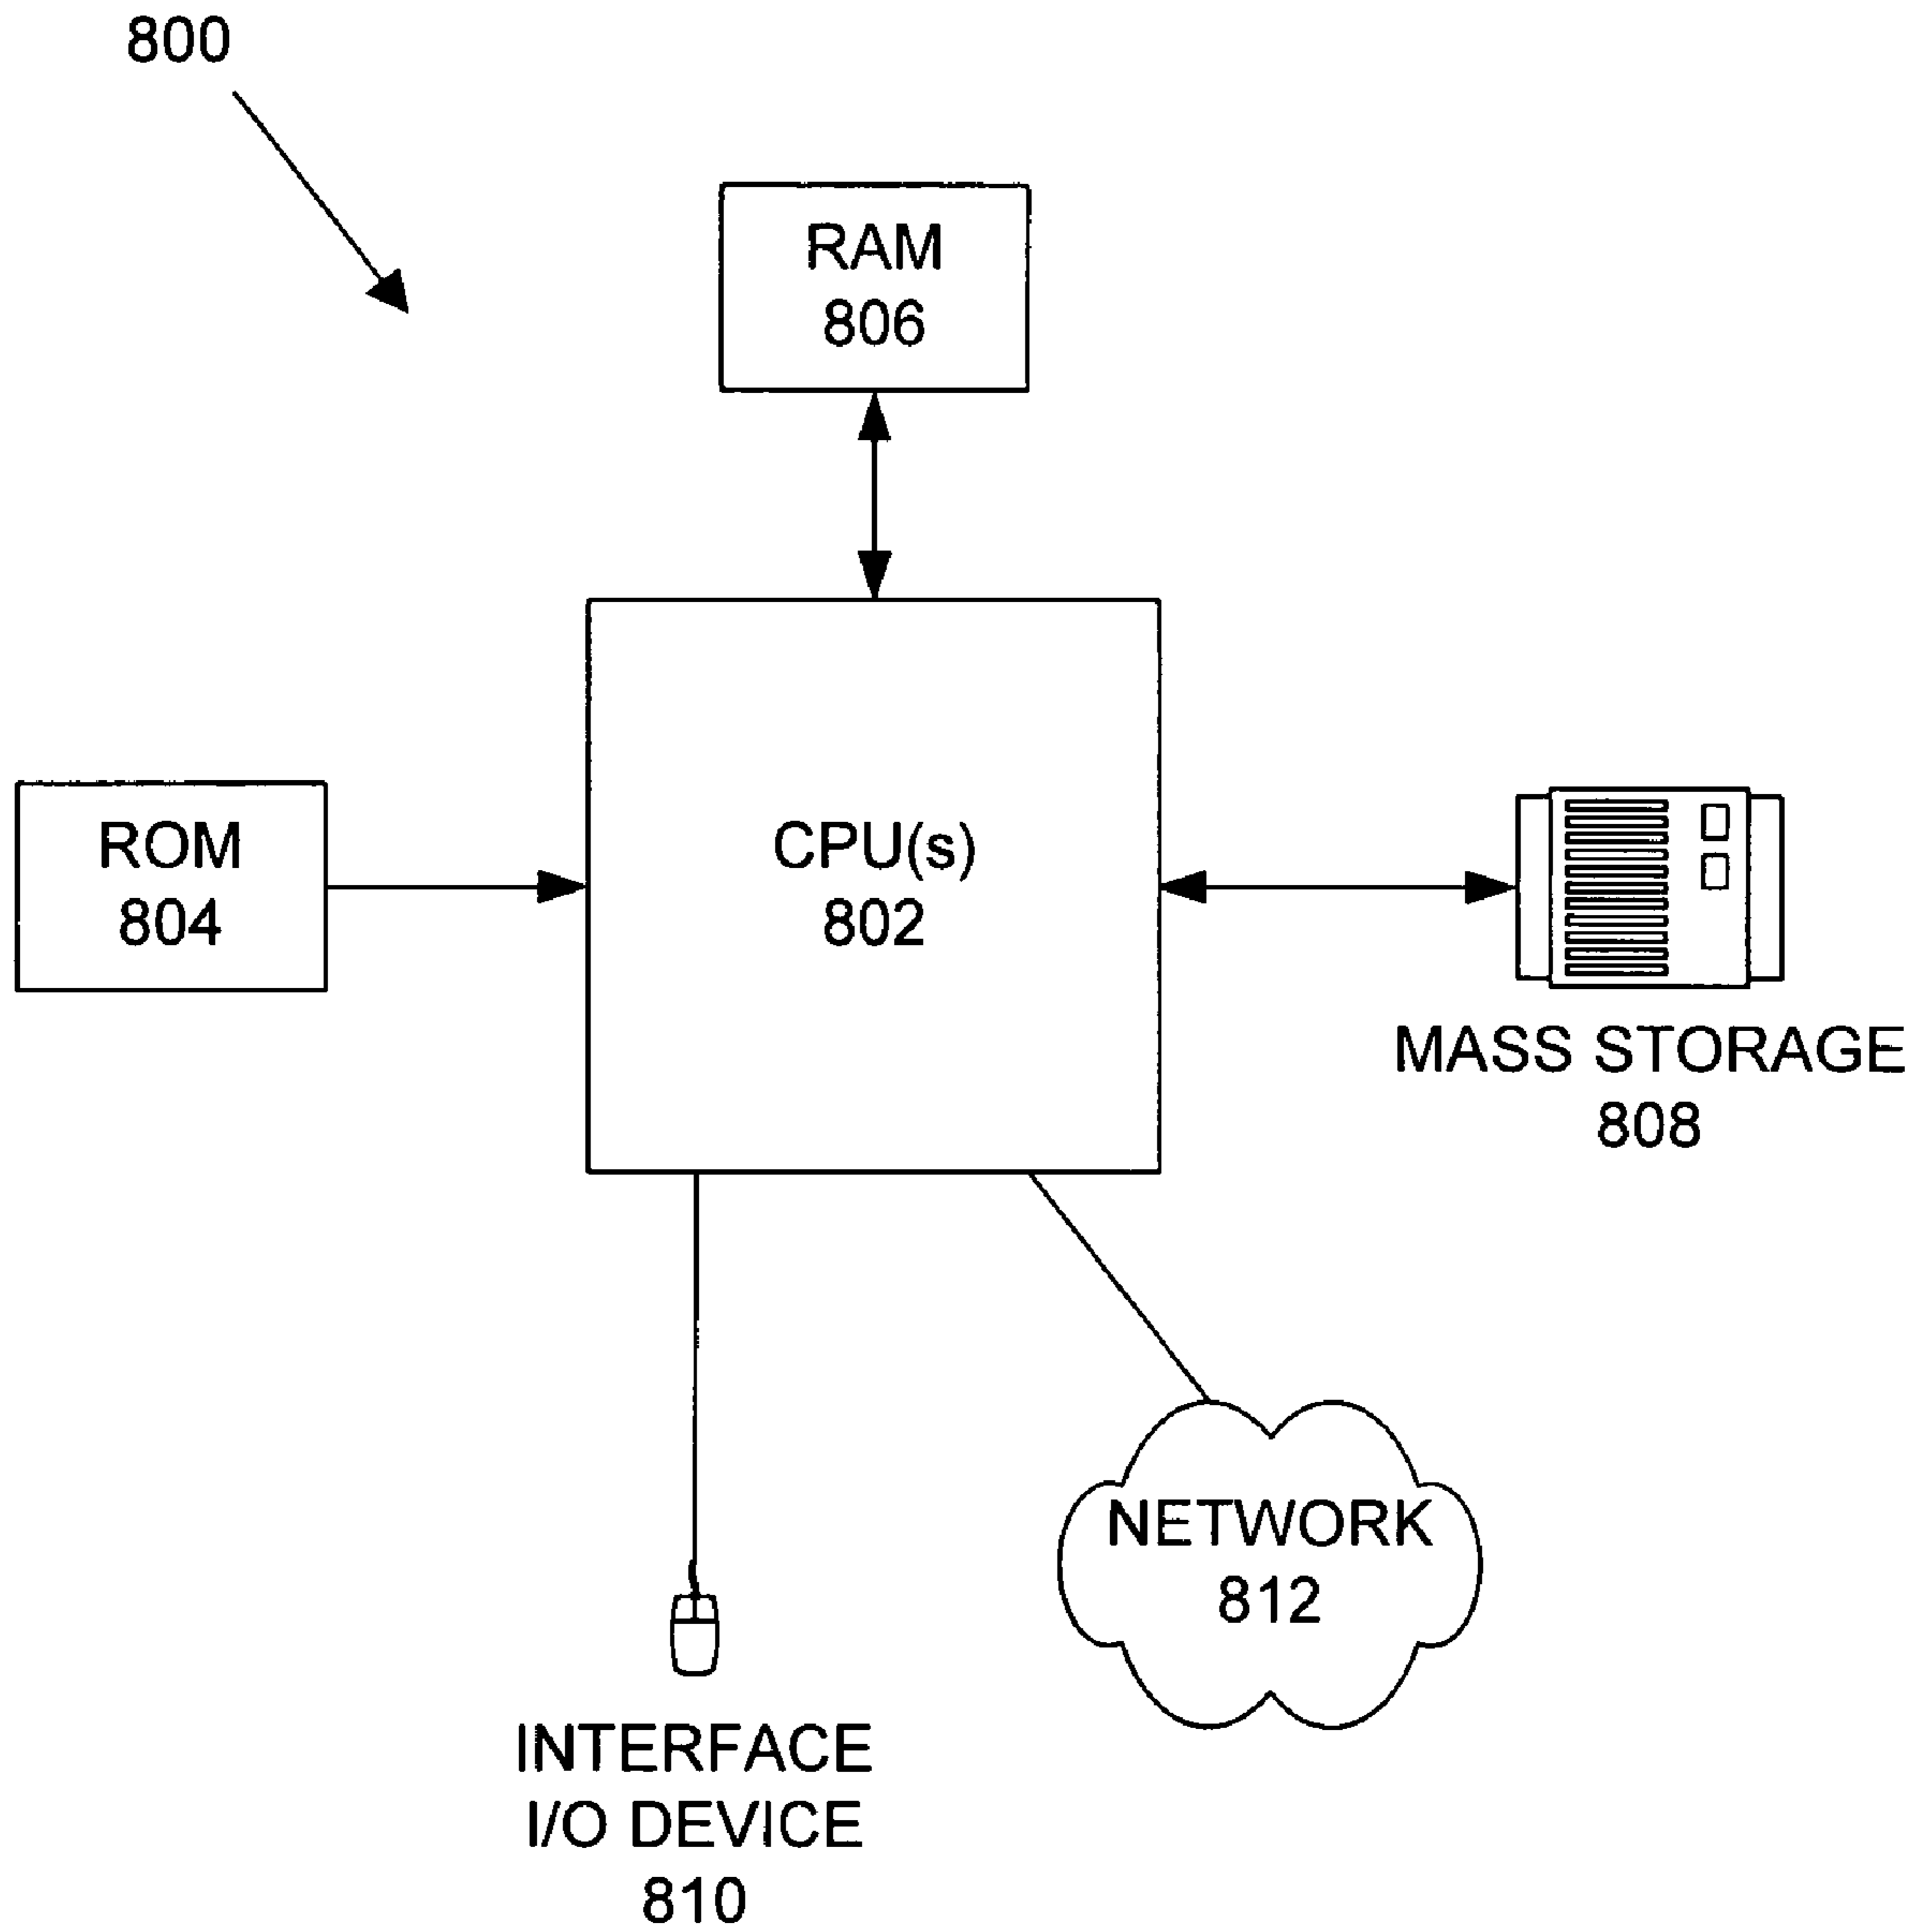 800
RAM
806
ROM
804
CPU(s)
802
MASS STORAGE
808
NETWORK
812
INTERFACE
I/O DEVICE
810